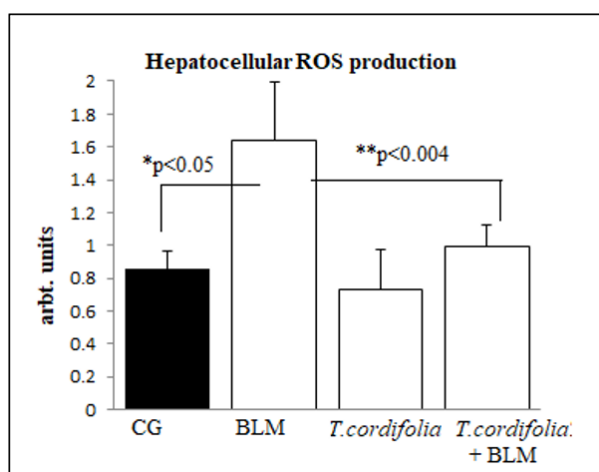 Hepatocellular ROS production
arbt. units
2
1.8
1.6
1.4
1.2
1
0.8
0.6
0.4
0.2
0
*p<0.05
**p<0.004
CG
BLM
T.cordifolia
T.cordifolia
+ BLM